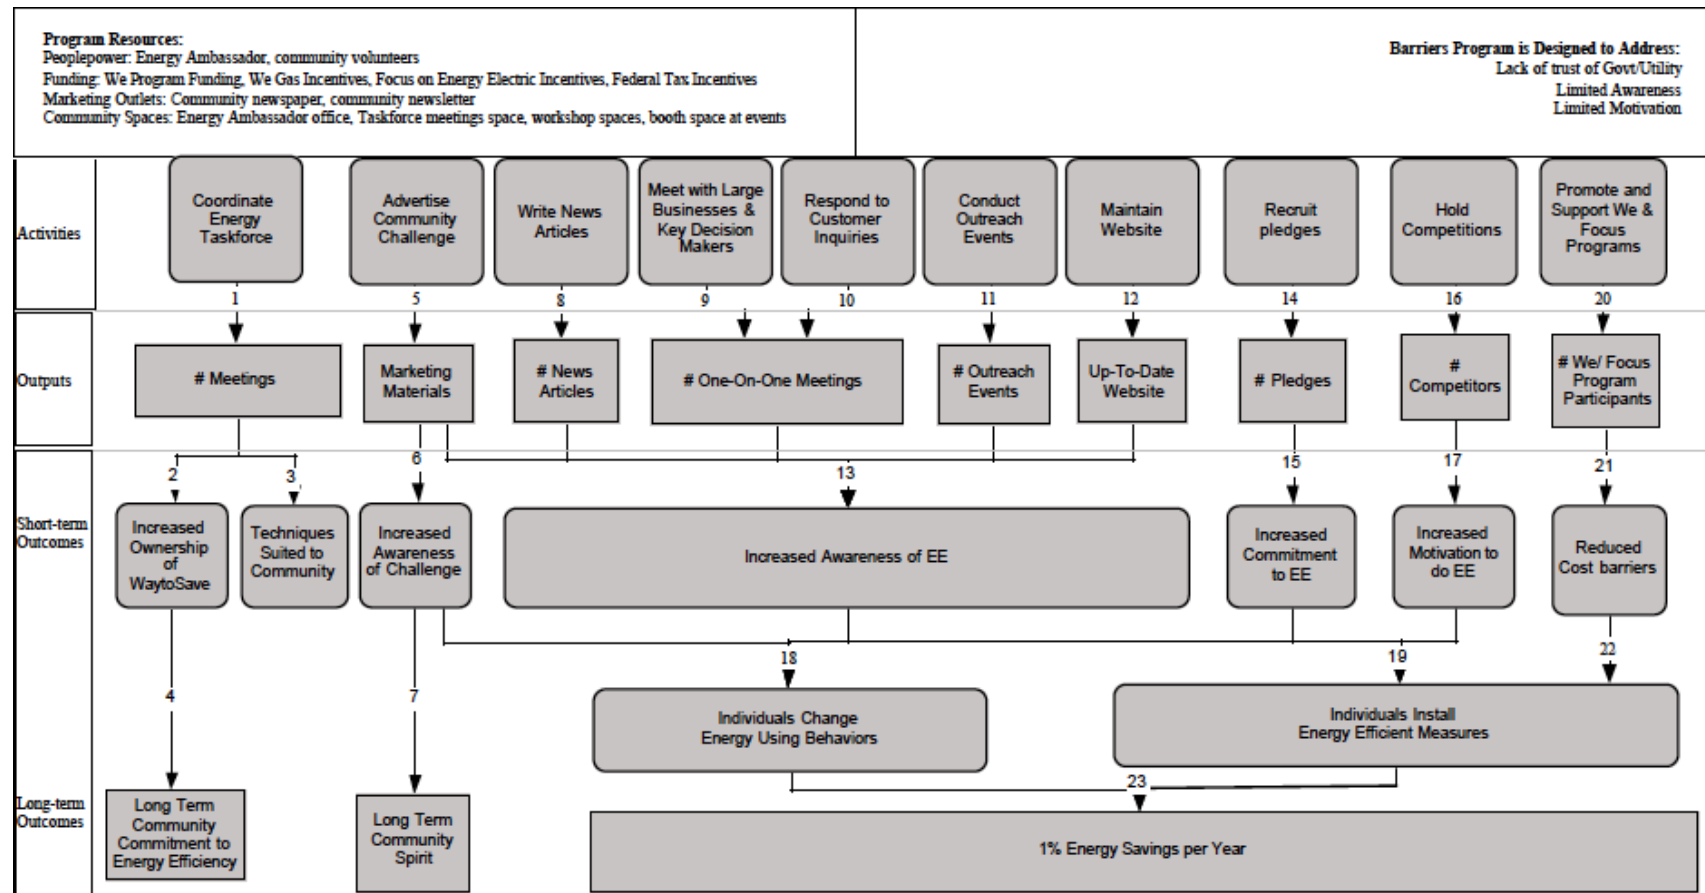 Program Resources:
Peoplepower: Energy Ambassador, community volunteers
Funding: We Program Funding, We Gas Incentives, Focus on Energy Electric Incentives, Federal Tax Incentives
Marketing Outlets: Community newspaper, community newsletter
Community Spaces: Energy Ambassador office, Taskforce meetings space, workshop spaces, booth space at events
Barriers Program is Designed to Address:
Lack of trust of Govt/Utility
Limited Awareness
Limited Motivation
Activities
Coordinate
Energy
Taskforce
Advertise
Community
Challenge
Write News
Articles
Meet with Large
Businesses &
Key Decision
Makers
Respond to
Customer
Inquiries
Conduct
Outreach
Events
Maintain
Website
Recruit
pledges
Hold
Competitions
Promote and
Support We &
Focus
Programs
1
5
8
9
10
11
12
14
16
20
Outputs
# Meetings
Marketing
Materials
# News
Articles
# One-On-One Meetings
# Outreach
Events
Up-To-Date
Website
# Pledges
#
Competitors
# We/ Focus
Program
Participants
2
3
6
13
15
17
21
Short-term
Outcomes
Increased
Ownership
of
WaytoSave
Techniques
Suited to
Community
Increased
Awareness
of Challenge
Increased Awareness of EE
Increased
Commitment
to EE
Increased
Motivation to
do EE
Reduced
Cost barriers
18
19
22
4
7
Individuals Change
Energy Using Behaviors
Individuals Install
Energy Efficient Measures
23
Long-term
Outcomes
Long Term
Community
Commitment to
Energy Efficiency
Long Term
Community
Spirit
1% Energy Savings per Year